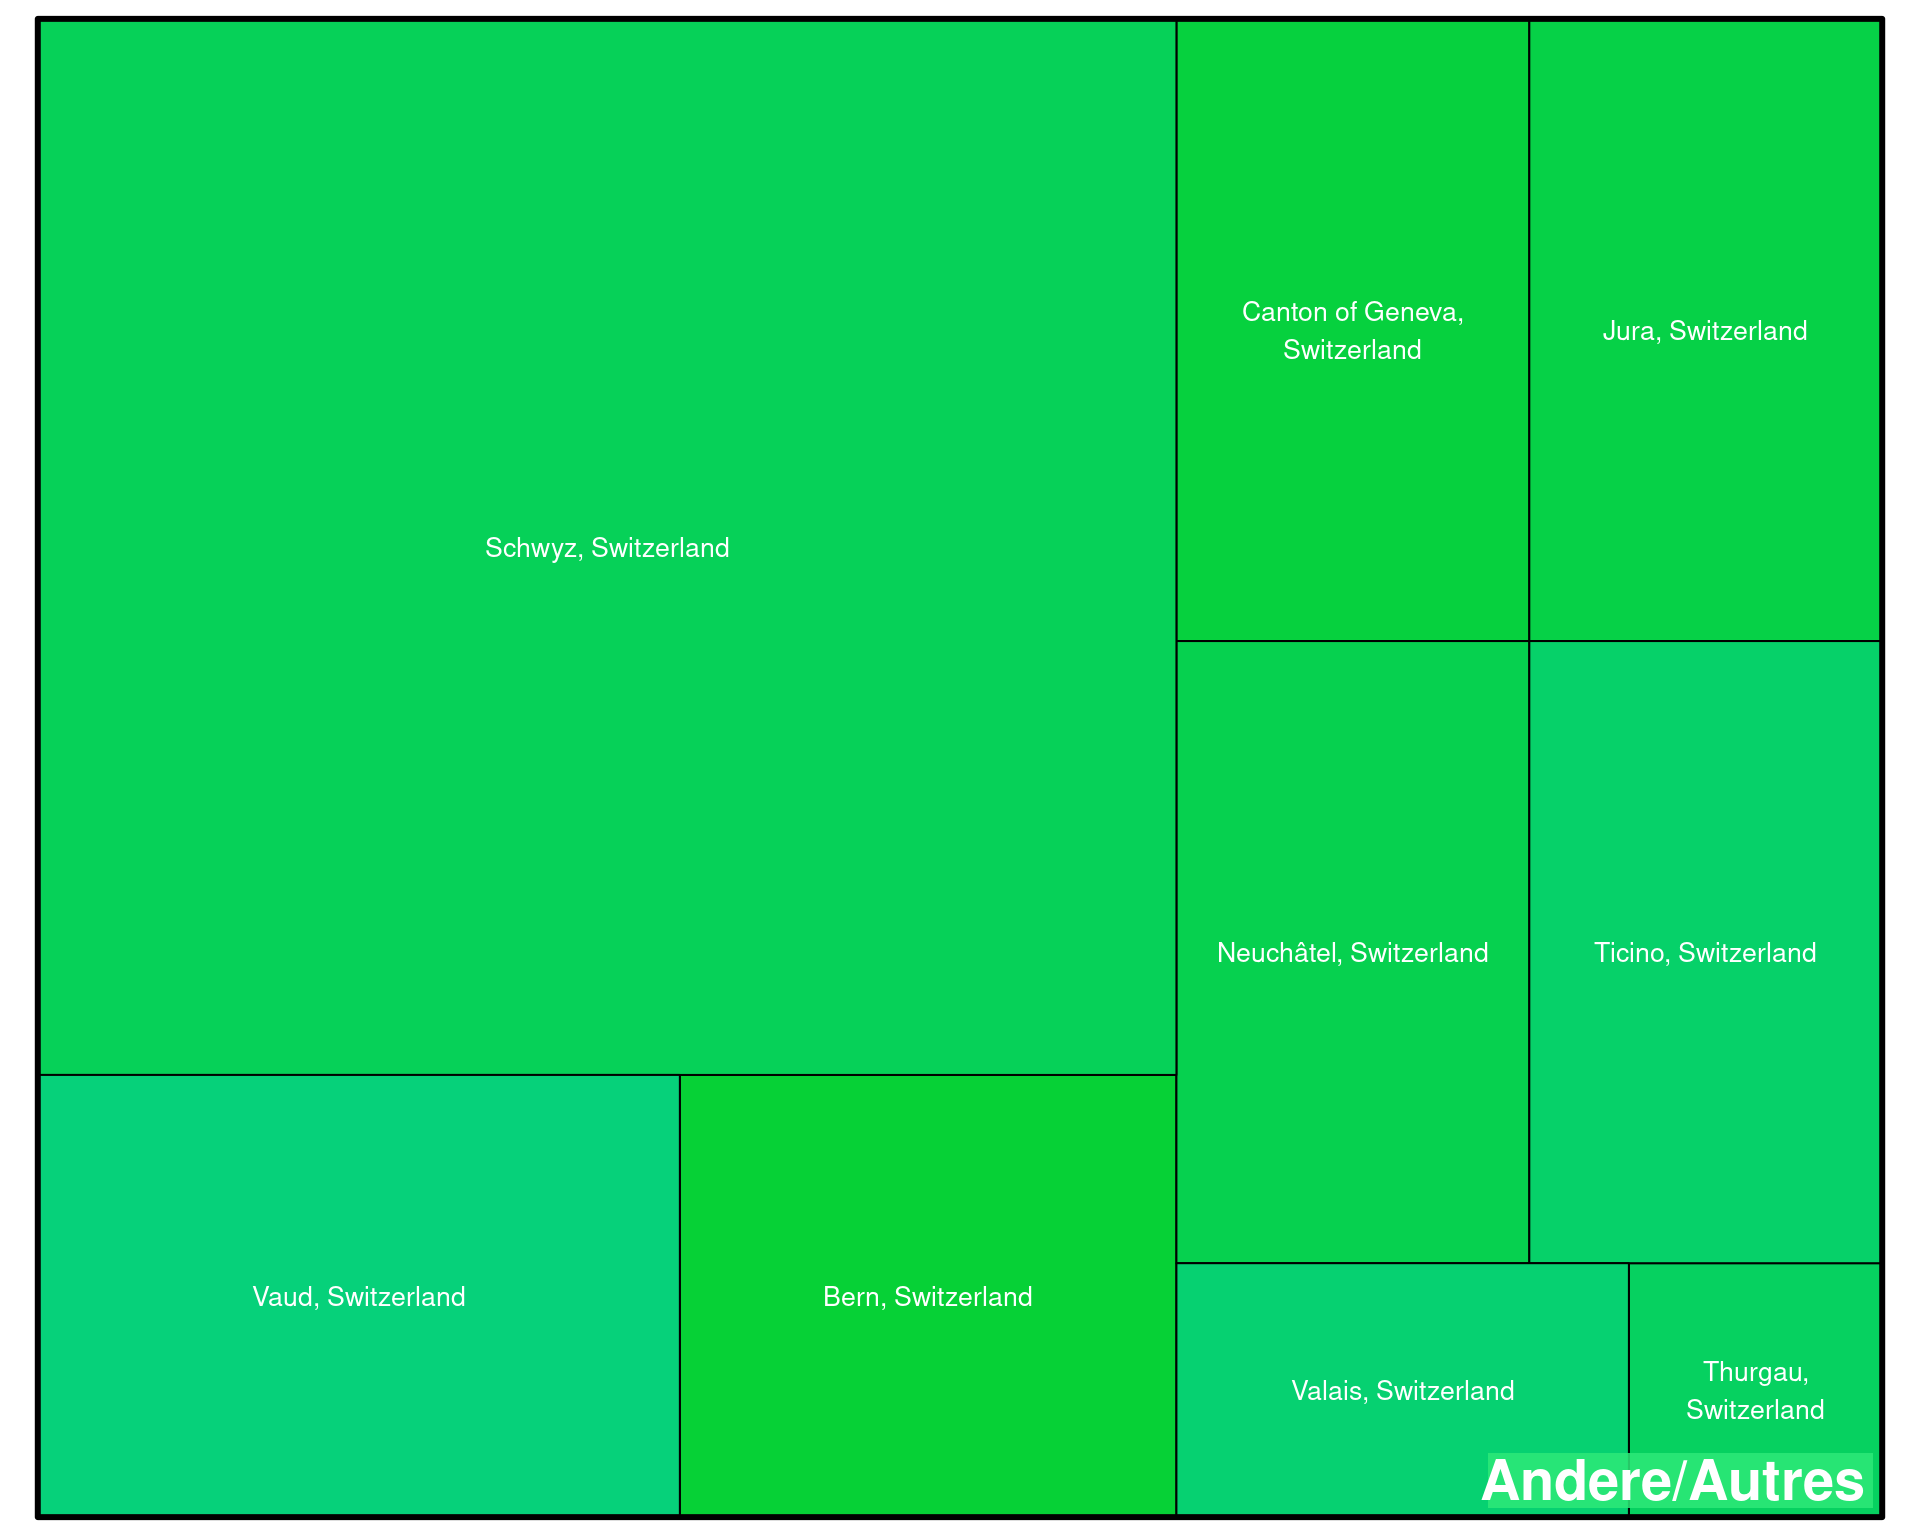 Schwyz, Switzerland
Canton of Geneva,
Switzerland
Jura, Switzerland
Neuchâtel, Switzerland
Ticino, Switzerland
Vaud, Switzerland
Bern, Switzerland
Valais, Switzerland
Thurgau,
Switzerland
Andere/Autres